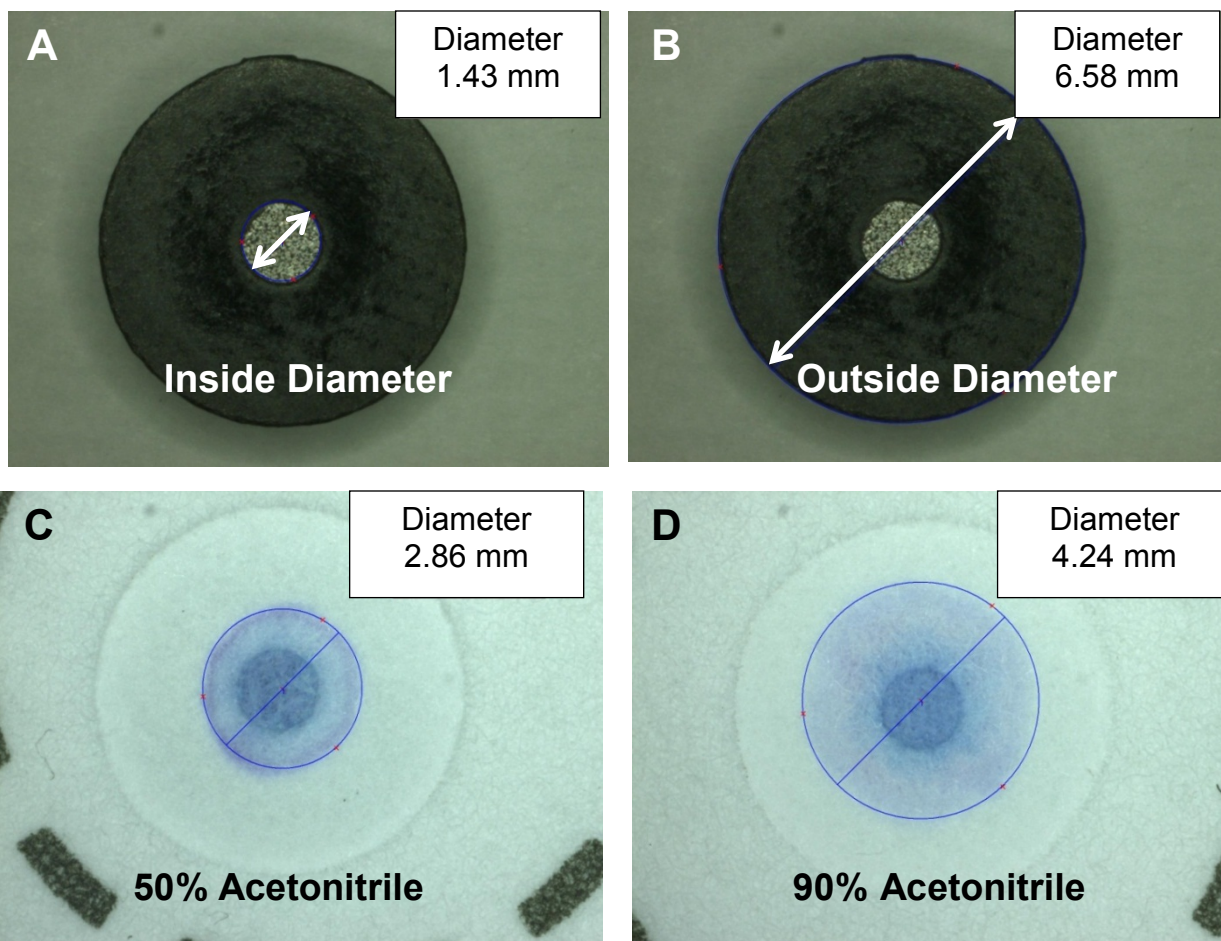 A
Diameter
1.43 mm
Inside Diameter
B
Diameter
6.58 mm
Outside Diameter
C
Diameter
2.86 mm
50% Acetonitrile
D
Diameter
4.24 mm
90% Acetonitrile